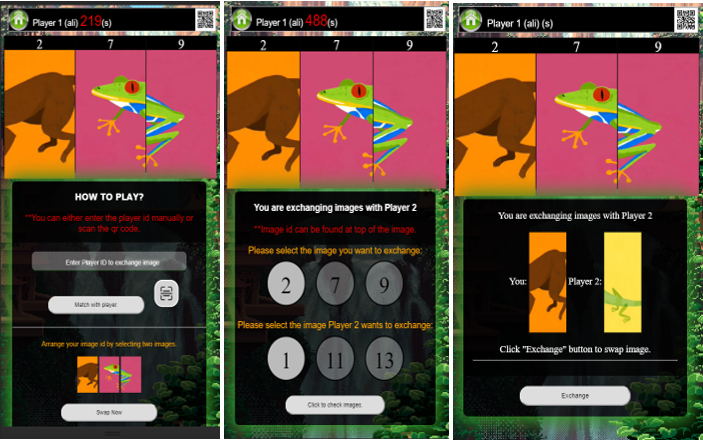 Player 1 (ali) 219(s)
2 7 9
HOW TO PLAY?
**You can either enter the player id manually or
scan the qr code.
Enter Player ID to exchange image
Match with player
Arrange your image id by selecting two images.
Swap Now
Player 1 (ali) 488(s)
2 7 9
You are exchanging images with Player 2
**Image id can be found at top of the image.
Please select the image you want to exchange:
2 7 9
Please select the image Player 2 wants to exchange:
1 11 13
Click to check images
Player 1 (ali) (s)
2 7 9
You are exchanging images with Player 2
You: Player 2:
Click "Exchange" button to swap image.
Exchange